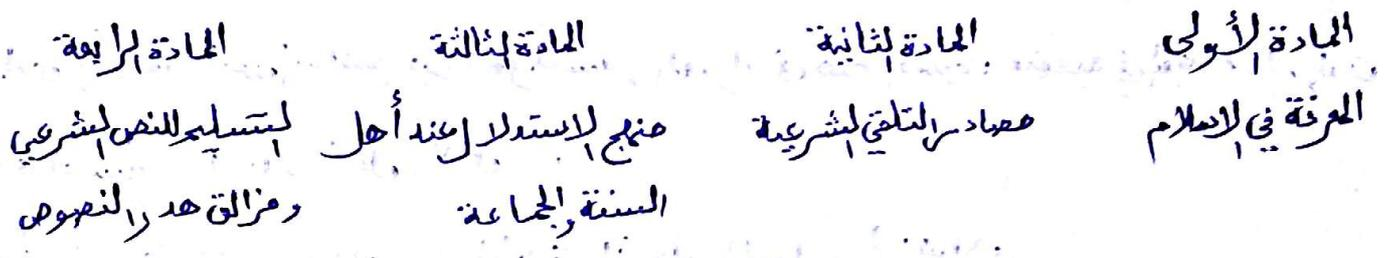 المادة الأولى	المادة الثانية	المادة الثالثة	المادة الرابعة
المعرفة في الإسلام	مصادر التلقي الشرعية	منهج الاستدلال عند أهل	التسليم للنص الشرعي
السنة والجماعة	ومزالق هدر النصوص